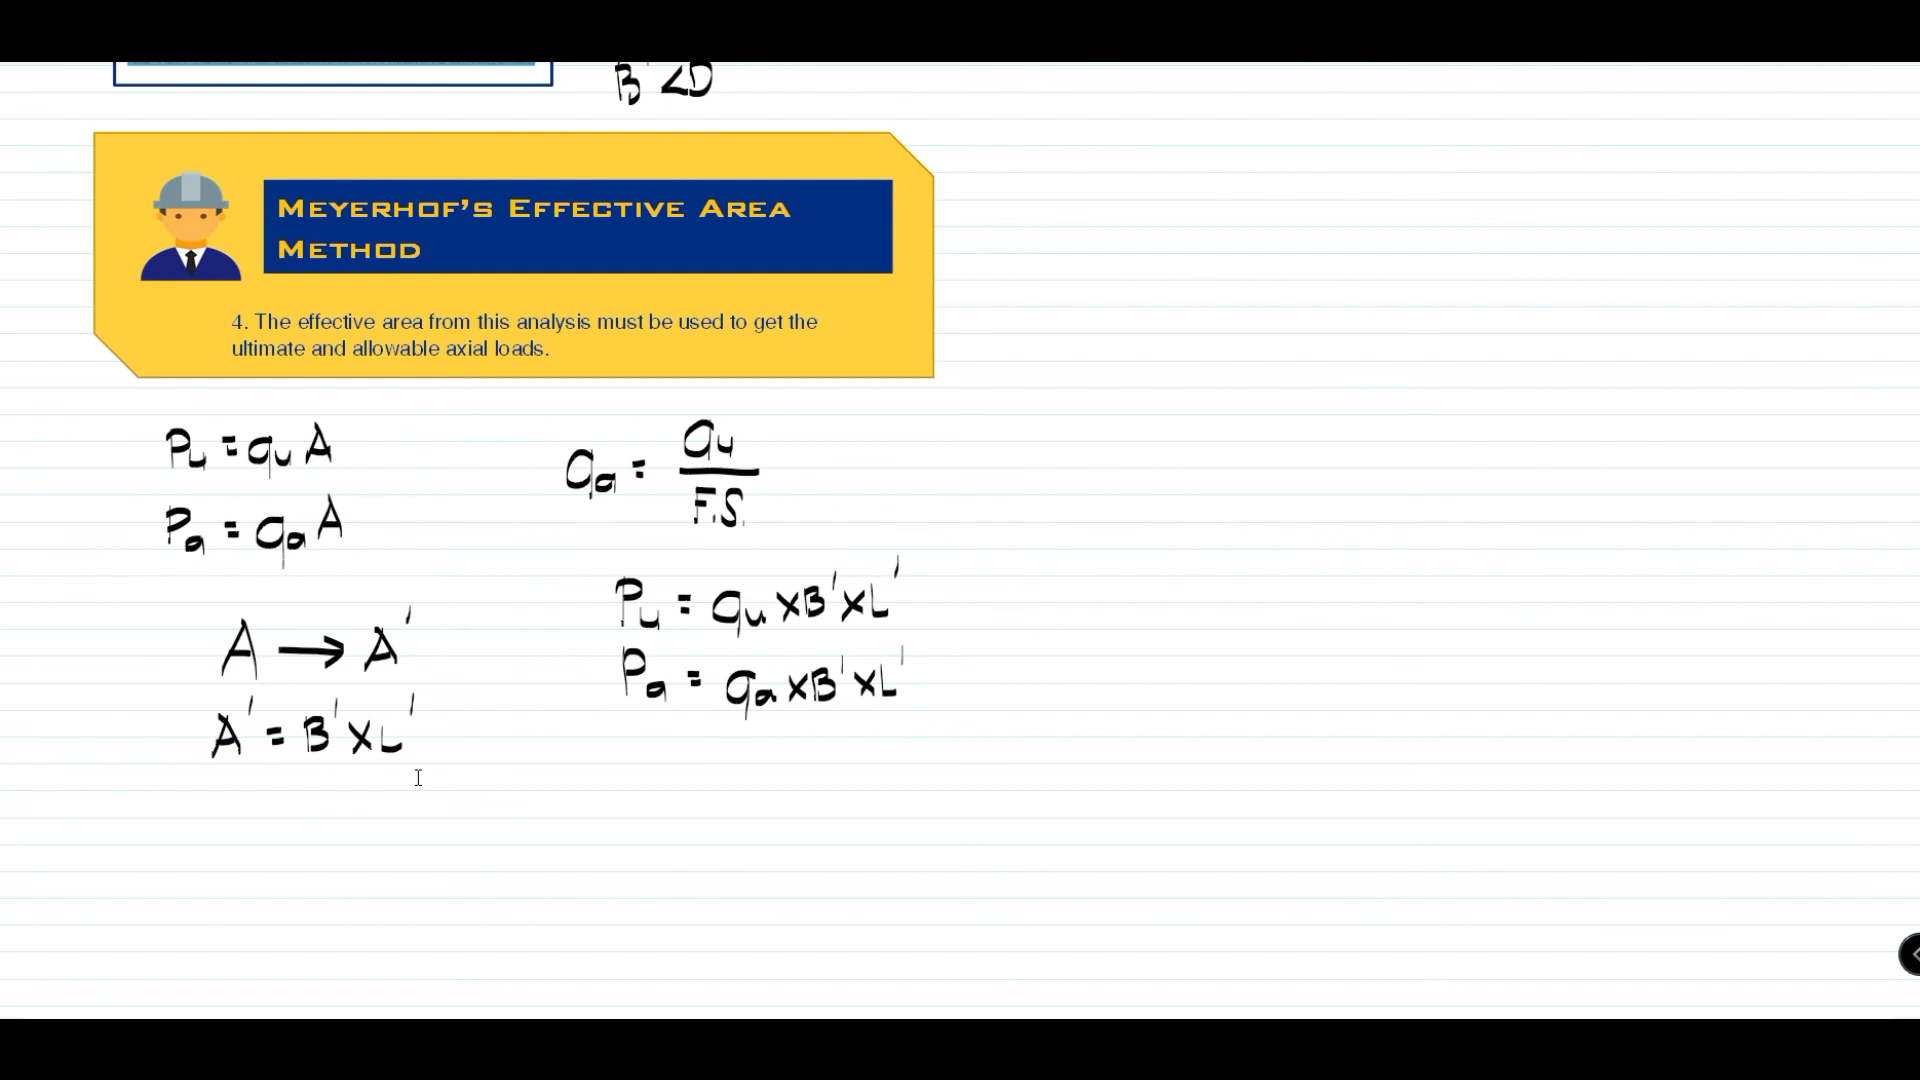 B' <D
MEYERHOF'S EFFECTIVE AREA
METHOD
4. The effective area from this analysis must be used to get the
ultimate and allowable axial loads.
Pu = qu A
Pa = qa A
A → A'
A' = B' x L'
qa = qu / F.S.
Pu = qu x B' x L'
Pa = qa x B' x L'